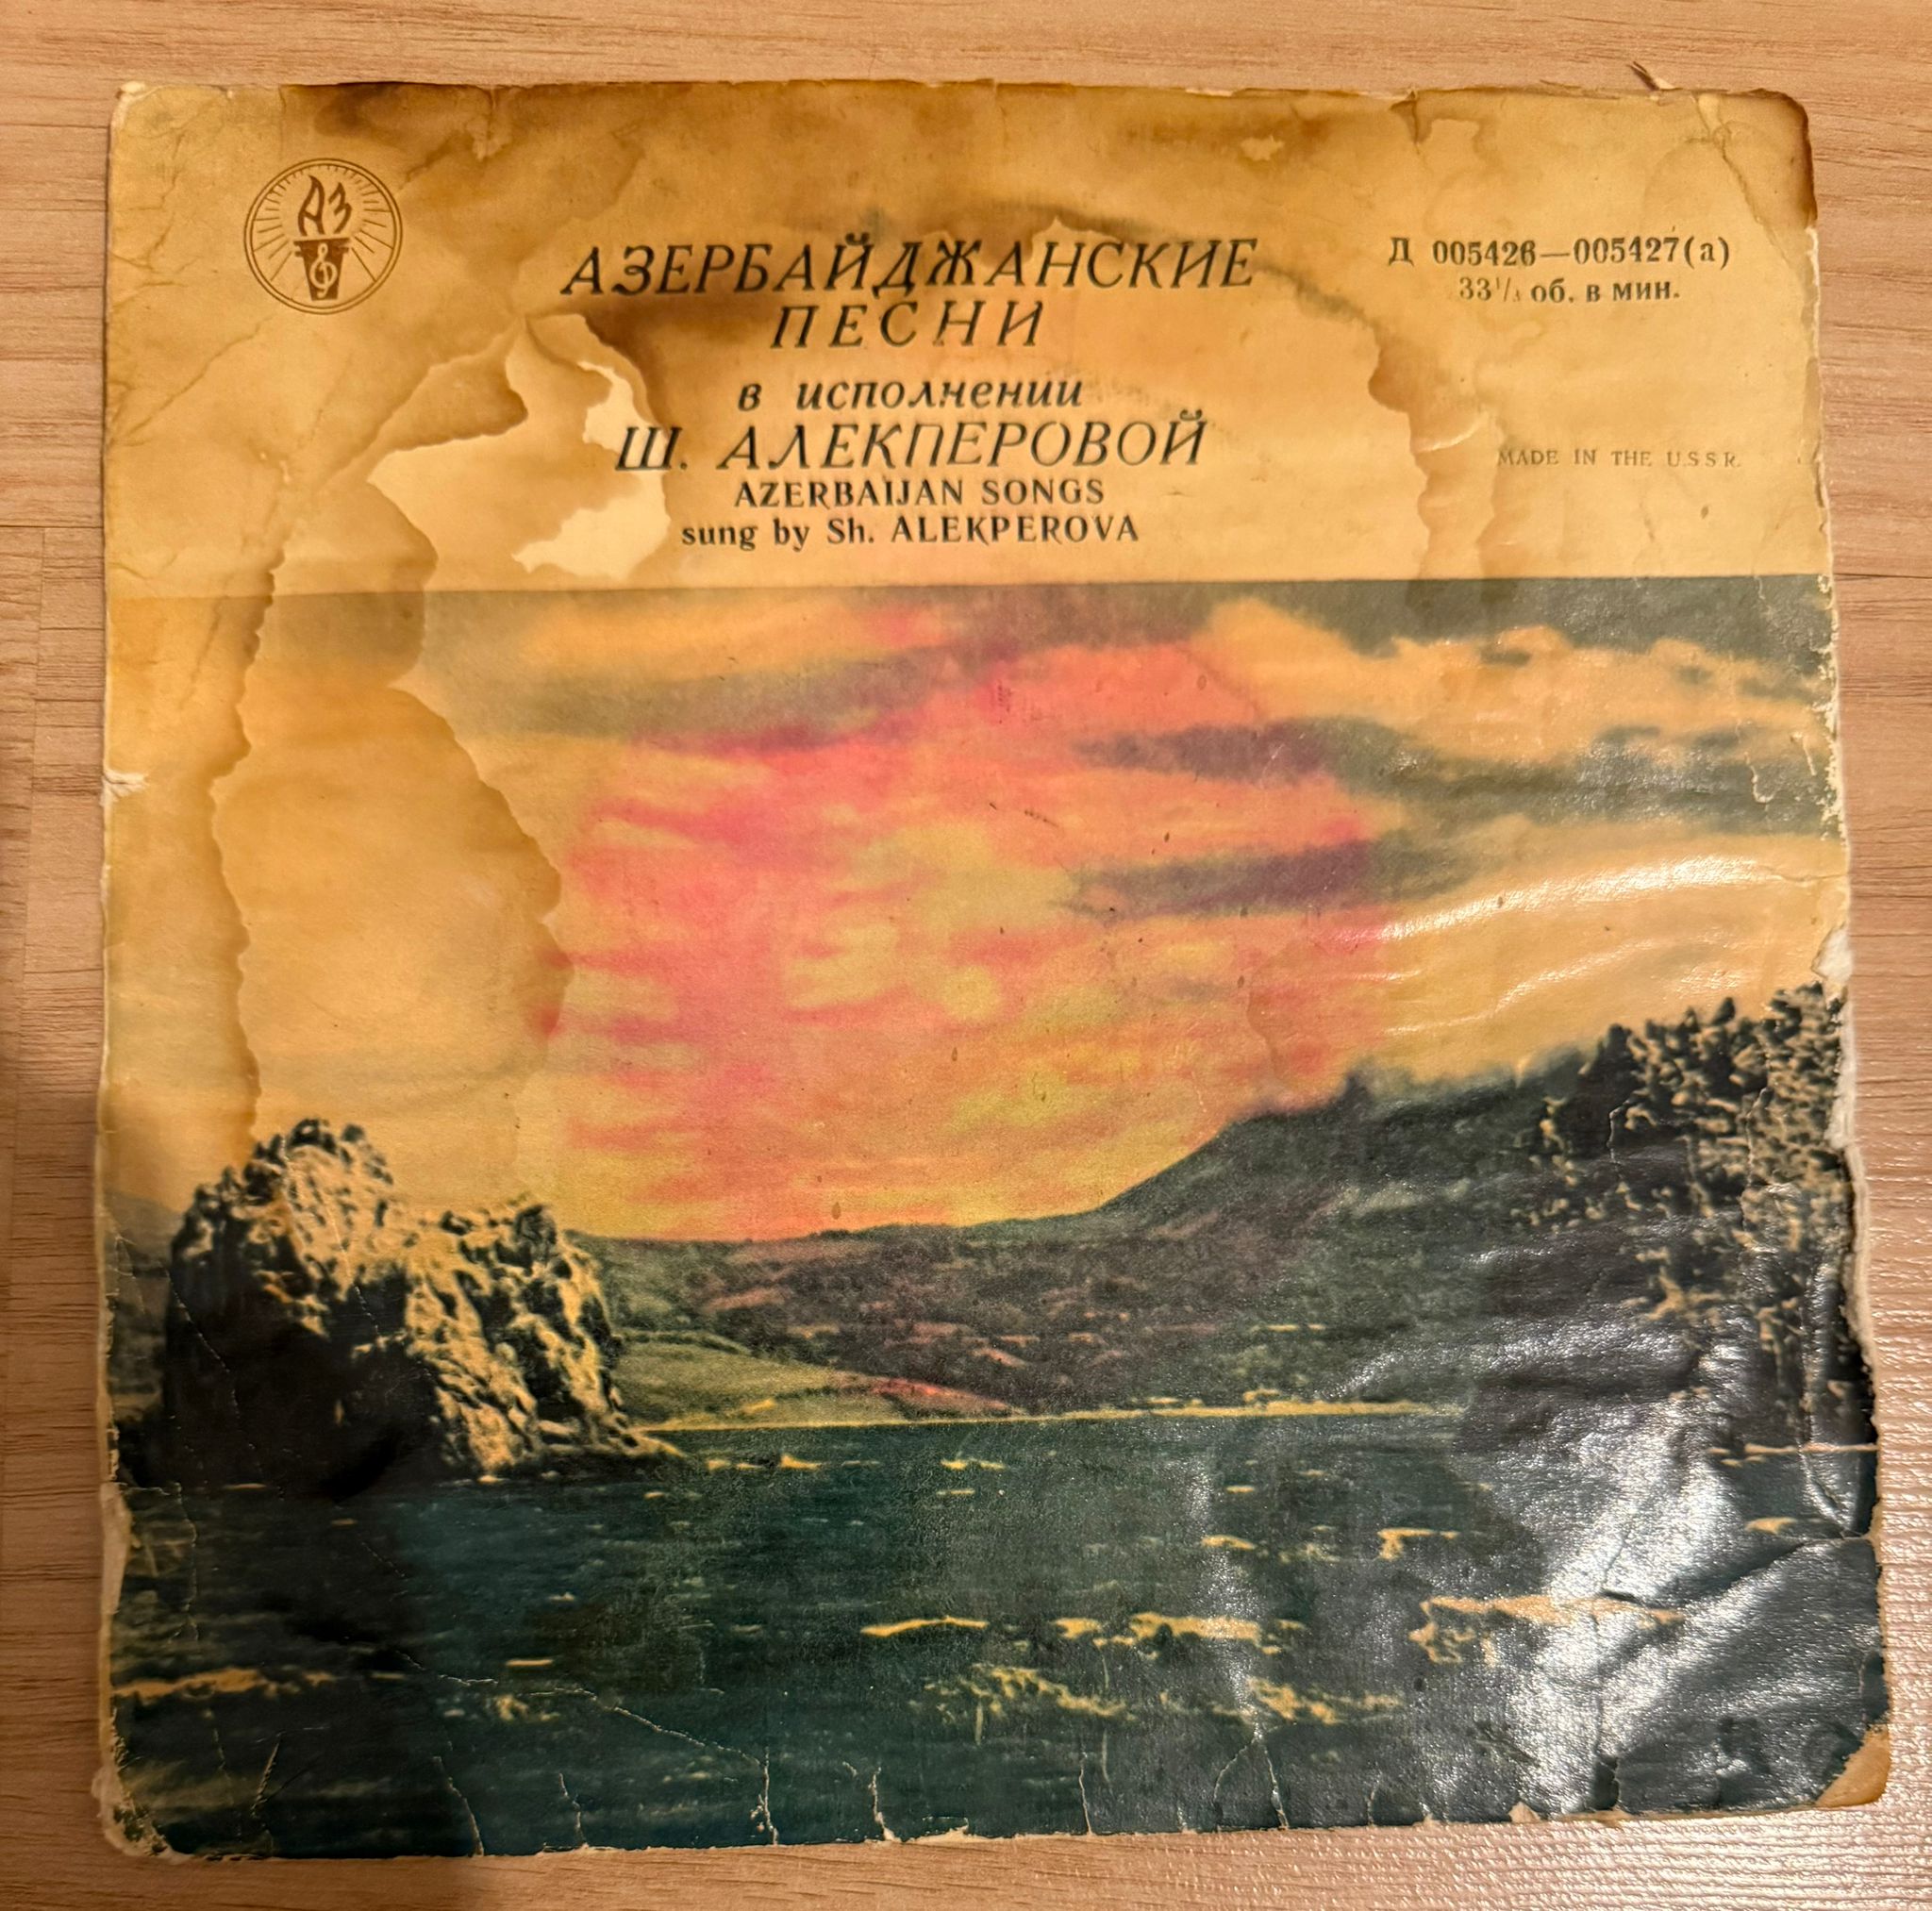 АЗ
АЗЕРБАЙДЖАНСКИЕ
ПЕСНИ
в исполнении
Ш. АЛЕКПЕРОВОЙ
AZERBAIJAN SONGS
sung by Sh. ALEKPEROVA
Д 005426—005427(а)
33⅓ об. в мин.
MADE IN THE U.S.S.R.